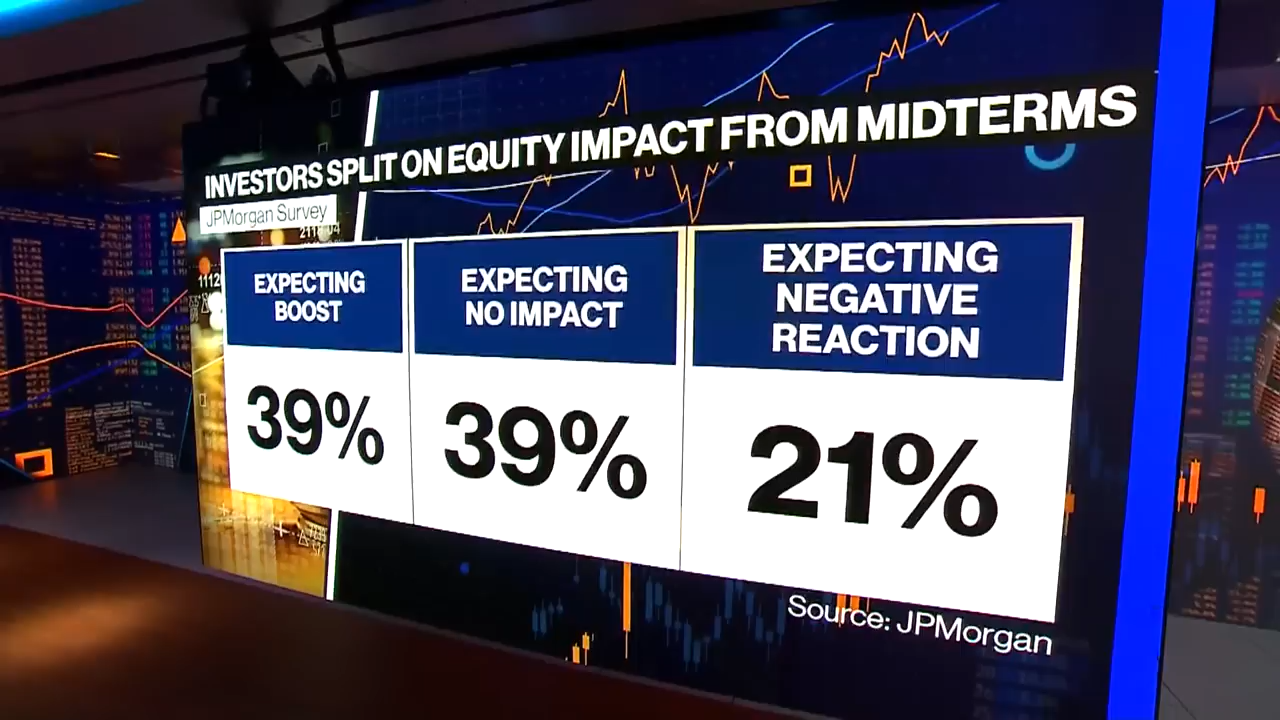 INVESTORS SPLIT ON EQUITY IMPACT FROM MIDTERMS
JPMorgan Survey
EXPECTING
BOOST
39%
EXPECTING
NO IMPACT
39%
EXPECTING
NEGATIVE
REACTION
21%
Source: JPMorgan